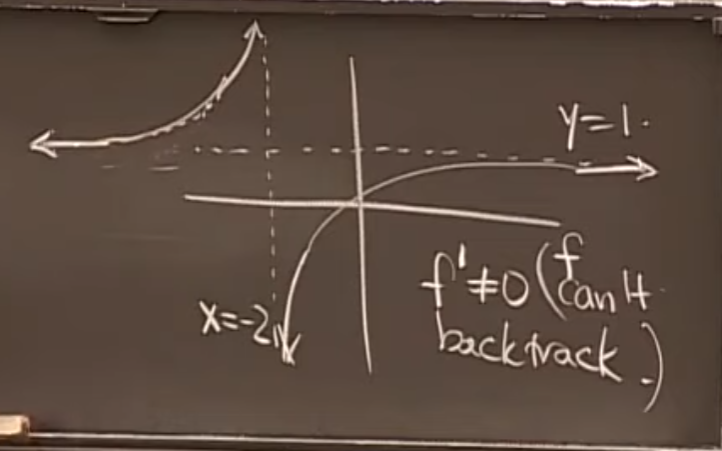 y=1.
x=-2
f'≠0 (f
can't
backtrack.)